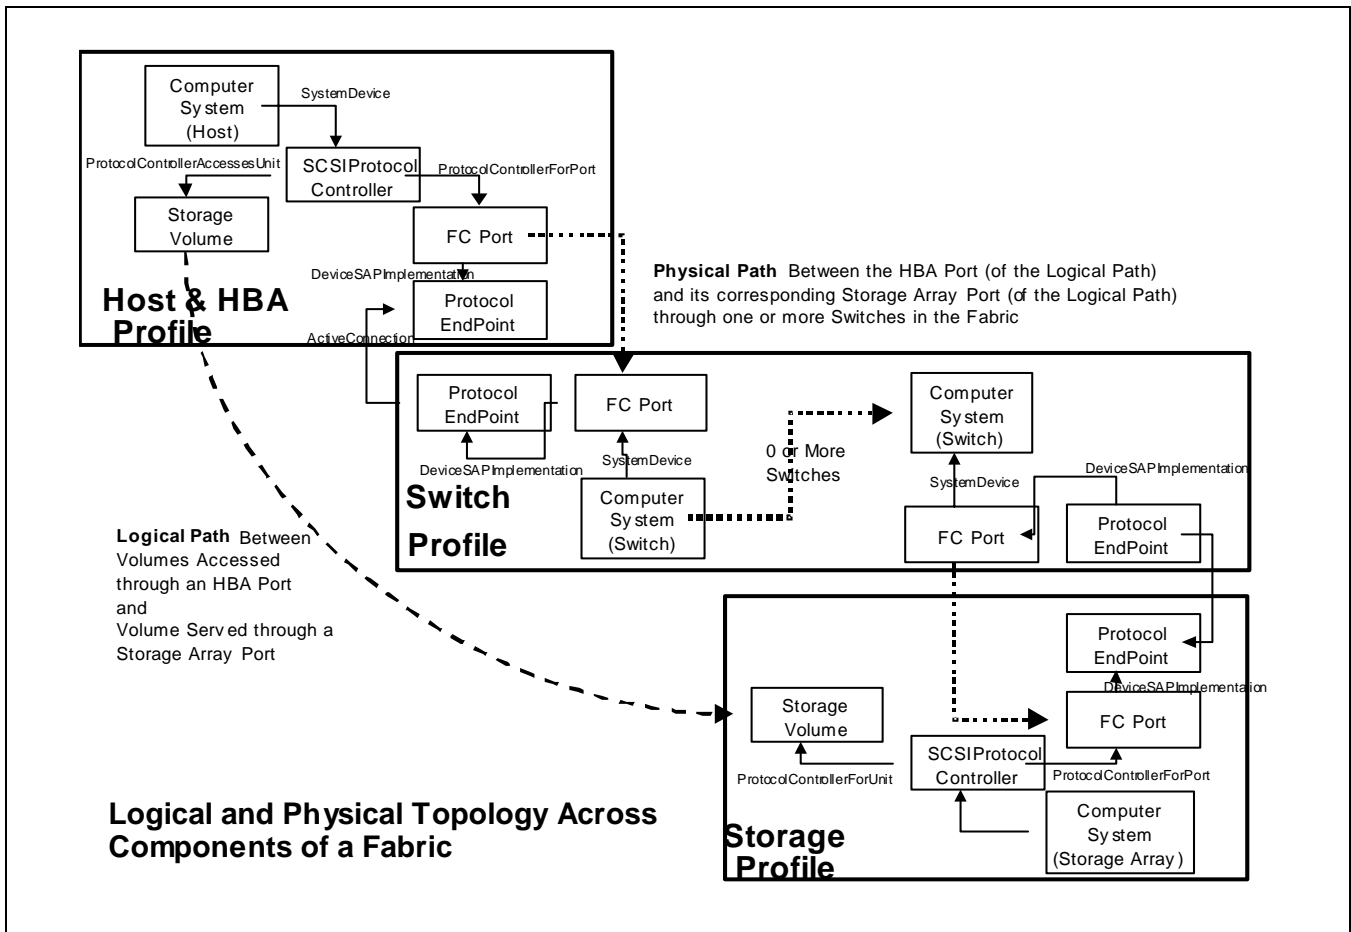 Computer
System
(Host)
SystemDevice
ProtocolControllerAccessesUnit
SCSIProtocol
Controller
ProtocolControllerForPort
Storage
Volume
FC Port
DeviceSAPImplementation
Host & HBA
Profile
Protocol
EndPoint
ActiveConnection
Physical Path Between the HBA Port (of the Logical Path)
and its corresponding Storage Array Port (of the Logical Path)
through one or more Switches in the Fabric
Protocol
EndPoint
FC Port
DeviceSAPImplementation
SystemDevice
Switch
Profile
Computer
System
(Switch)
0 or More
Switches
Computer
System
(Switch)
SystemDevice
DeviceSAPImplementation
FC Port
Protocol
EndPoint
Logical Path Between
Volumes Accessed
through an HBA Port
and
Volume Served through a
Storage Array Port
Protocol
EndPoint
DeviceSAPImplementation
Storage
Volume
FC Port
SCSIProtocol
Controller
ProtocolControllerForUnit
ProtocolControllerForPort
Computer
System
(Storage Array)
Storage
Profile
Logical and Physical Topology Across
Components of a Fabric